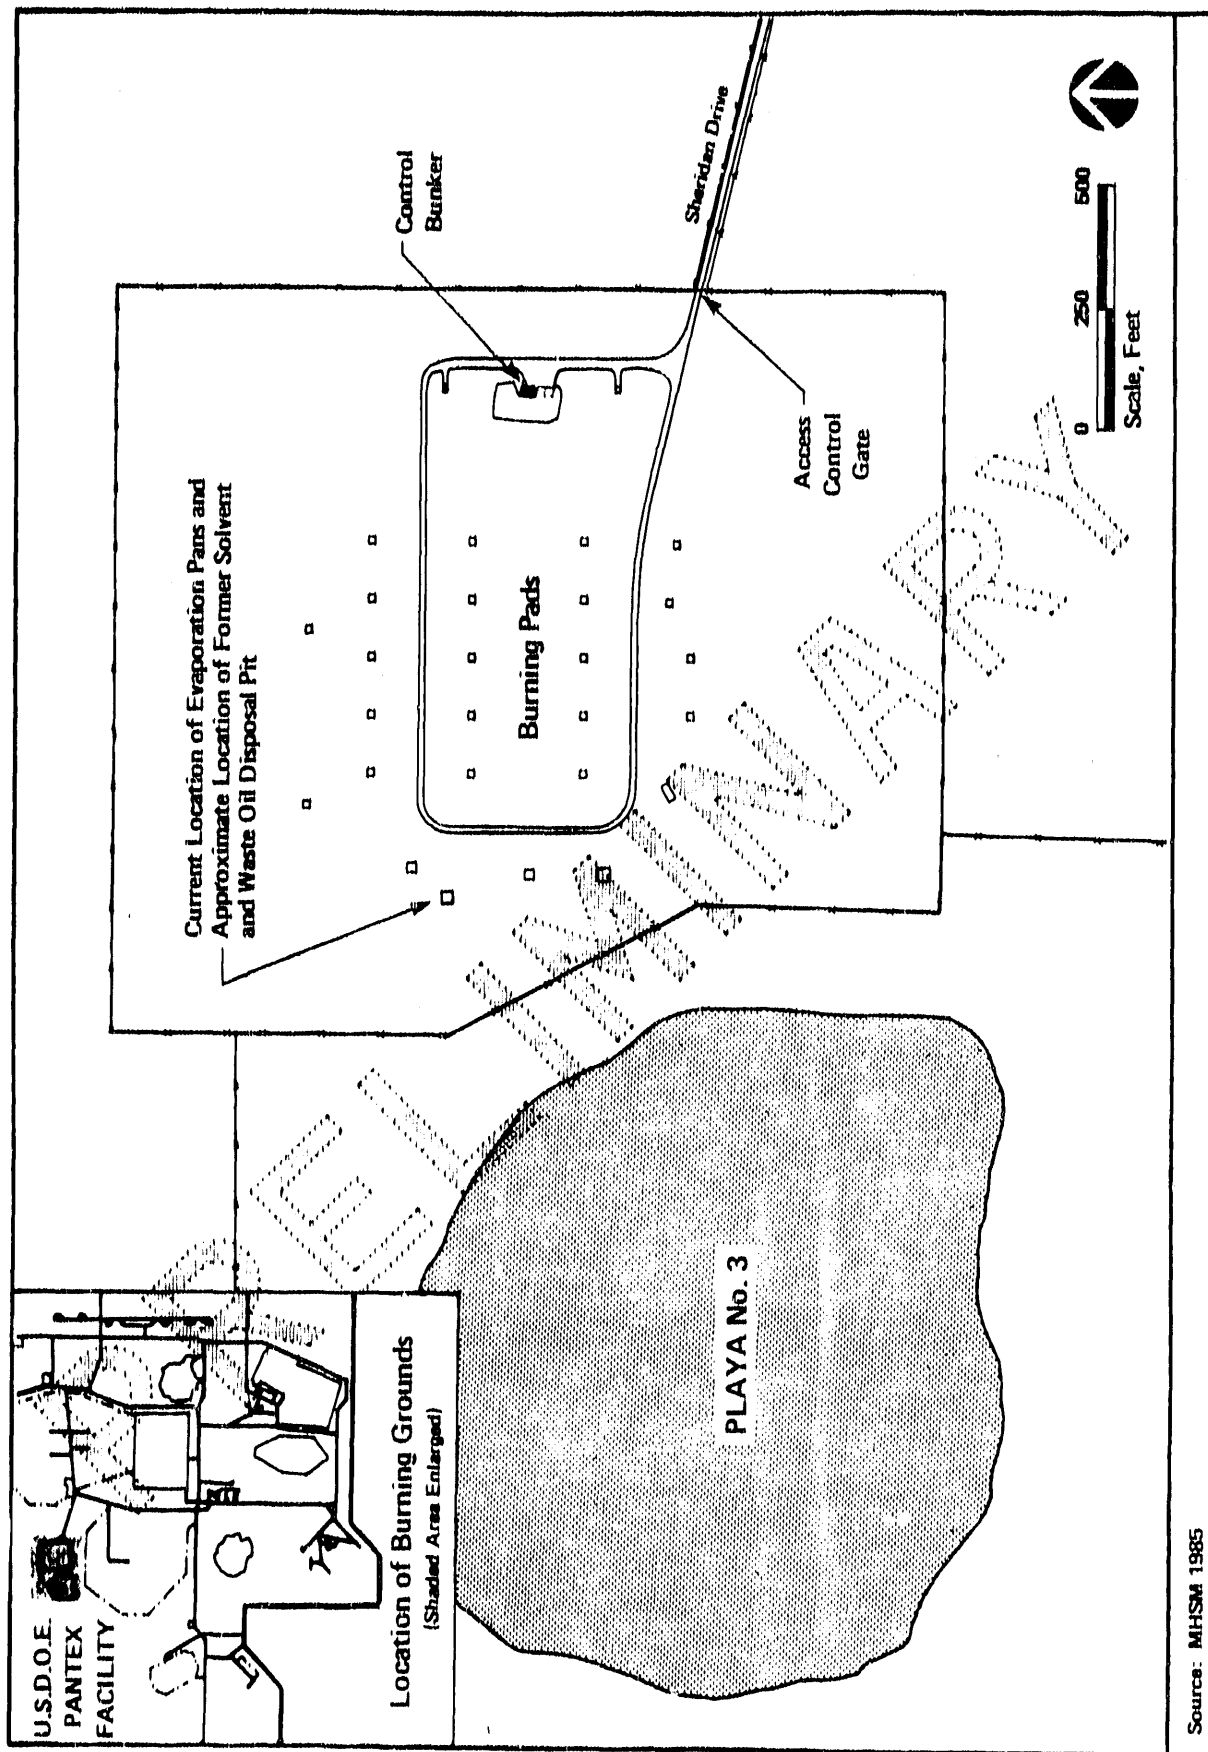 U.S.D.O.E.
PANTEX
FACILITY
Location of Burning Grounds
(Shaded Area Enlarged)
Current Location of Evaporation Pans and
Approximate Location of Former Solvent
and Waste Oil Disposal Pit
Control
Bunker
Burning Pads
Sheridan Drive
Access
Control
Gate
PLAYA No. 3
0 250 500
Scale, Feet
PRELIMINARY
Source: MHSM 1985